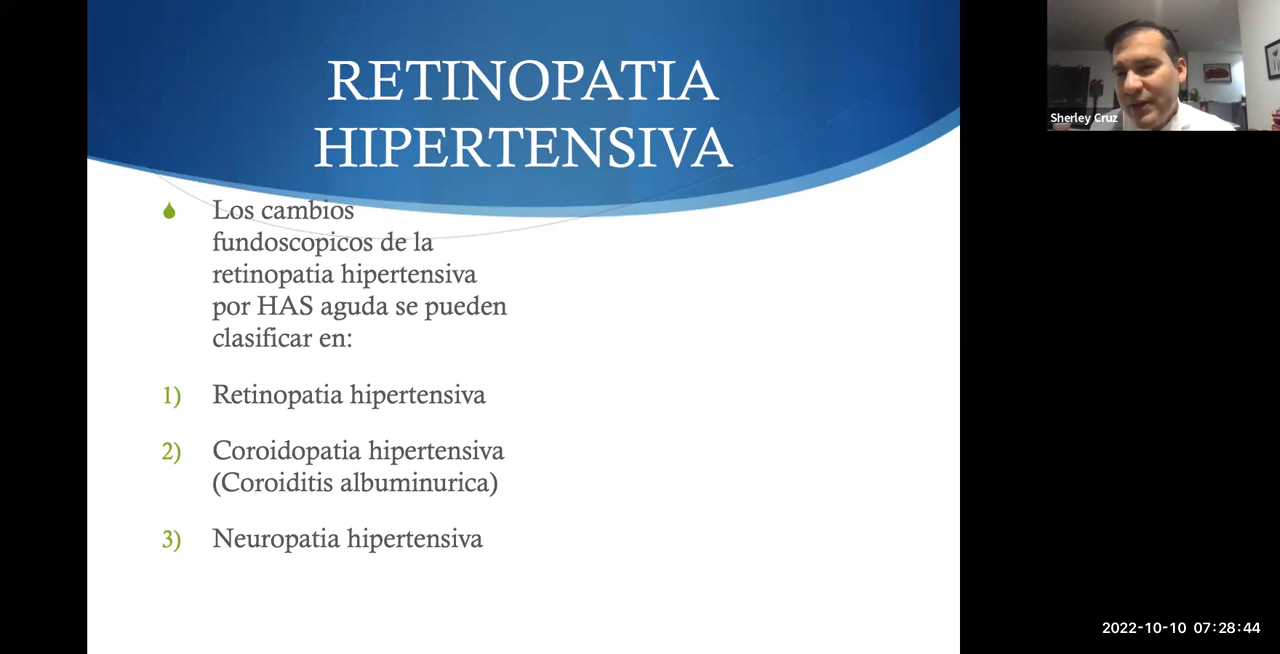 RETINOPATIA
HIPERTENSIVA
Los cambios
fundoscopicos de la
retinopatia hipertensiva
por HAS aguda se pueden
clasificar en:
1) Retinopatia hipertensiva
2) Coroidopatia hipertensiva
(Coroiditis albuminurica)
3) Neuropatia hipertensiva
Sherley Cruz
2022-10-10 07:28:44